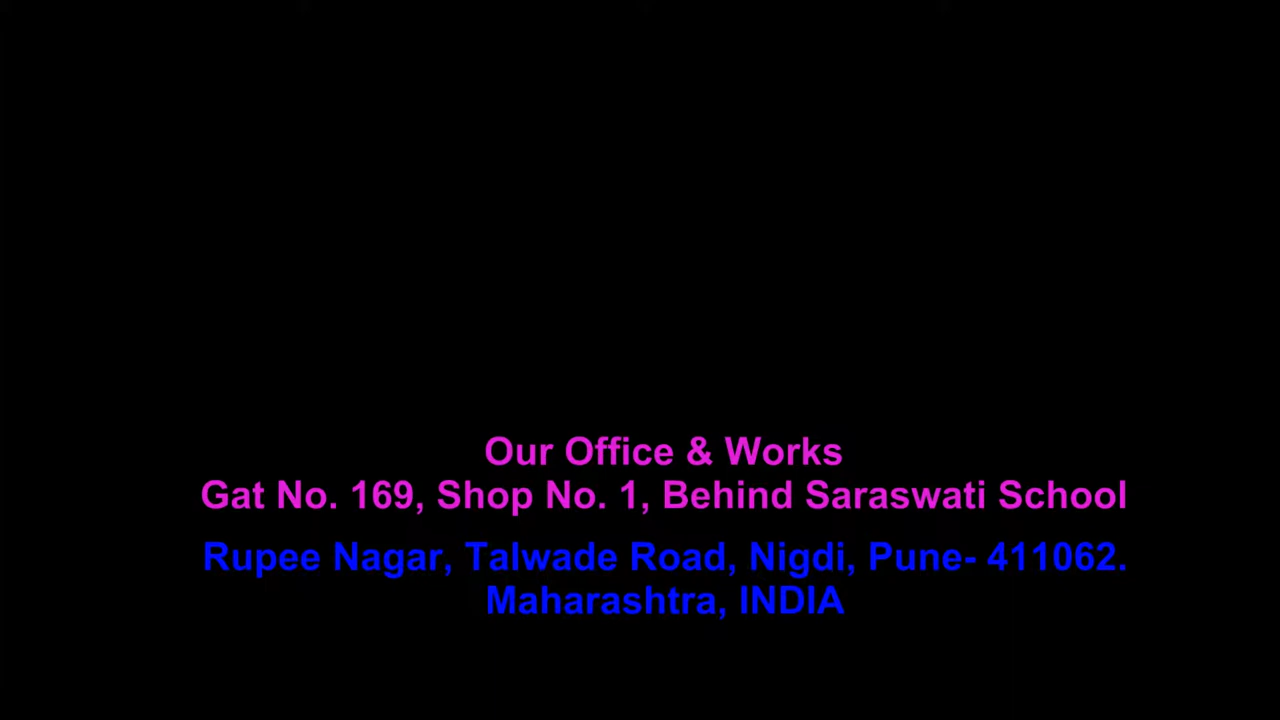 Our Office & Works
Gat No. 169, Shop No. 1, Behind Saraswati School
Rupee Nagar, Talwade Road, Nigdi, Pune- 411062.
Maharashtra, INDIA